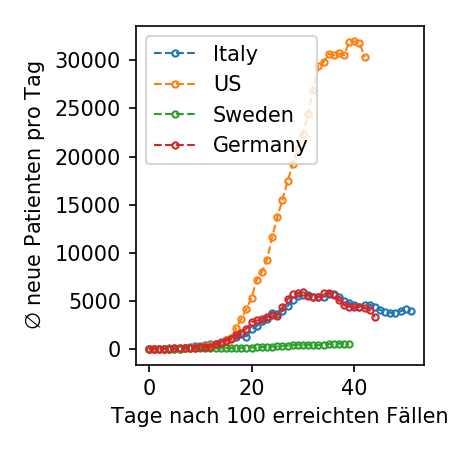 Italy
US
Sweden
Germany
∅ neue Patienten pro Tag
30000
25000
20000
15000
10000
5000
0
0 20 40
Tage nach 100 erreichten Fällen